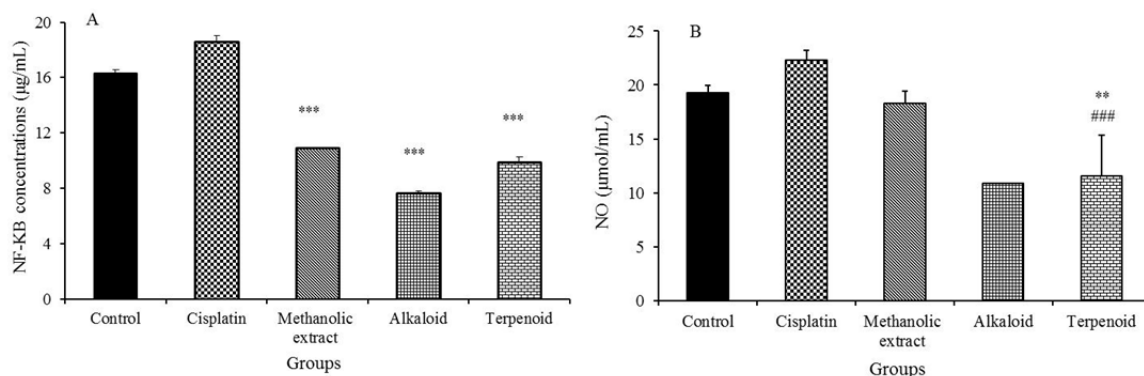 A
NF-KB concentrations (µg/mL)
20
16
12
8
4
0
***
***
***
Control
Cisplatin
Methanolic
extract
Alkaloid
Terpenoid
Groups
B
NO (µmol/mL)
25
20
15
10
5
0
**
###
Control
Cisplatin
Methanolic
extract
Alkaloid
Terpenoid
Groups